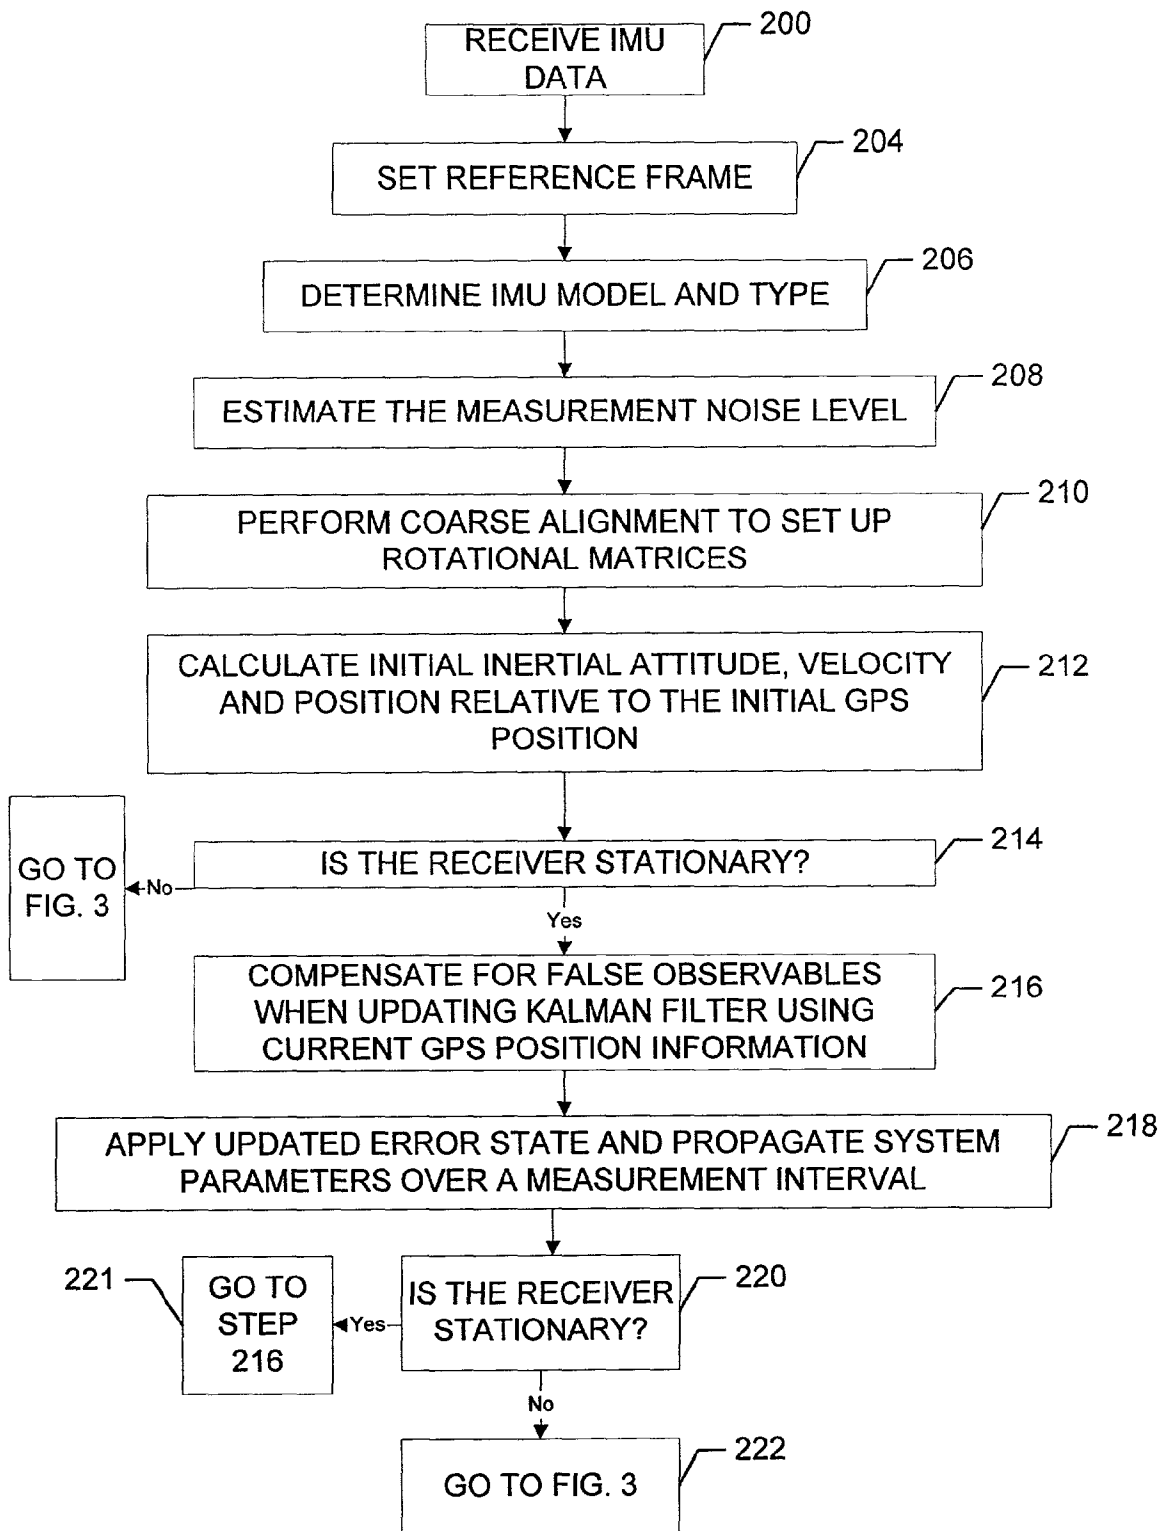 RECEIVE IMU
DATA
200
SET REFERENCE FRAME
204
DETERMINE IMU MODEL AND TYPE
206
ESTIMATE THE MEASUREMENT NOISE LEVEL
208
PERFORM COARSE ALIGNMENT TO SET UP
ROTATIONAL MATRICES
210
CALCULATE INITIAL INERTIAL ATTITUDE, VELOCITY
AND POSITION RELATIVE TO THE INITIAL GPS
POSITION
212
IS THE RECEIVER STATIONARY?
214
No
GO TO
FIG. 3
Yes
COMPENSATE FOR FALSE OBSERVABLES
WHEN UPDATING KALMAN FILTER USING
CURRENT GPS POSITION INFORMATION
216
APPLY UPDATED ERROR STATE AND PROPAGATE SYSTEM
PARAMETERS OVER A MEASUREMENT INTERVAL
218
IS THE RECEIVER
STATIONARY?
220
Yes
GO TO
STEP
216
221
No
GO TO FIG. 3
222